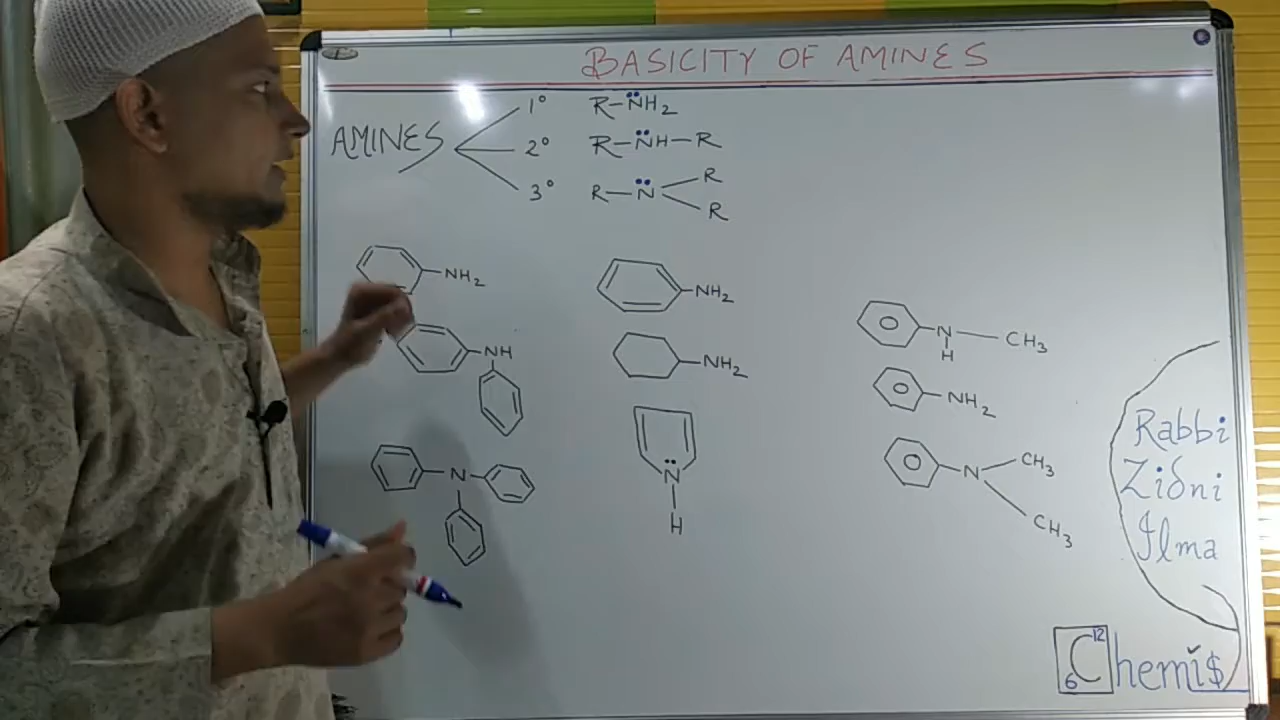 BASICITY OF AMINES
AMINES
1° R-N̈H2
2° R-N̈H-R
3° R-N̈
R
R
NH2
NH
N
NH2
NH2
N̈
H
N CH3
H
NH2
N CH3
CH3
Rabbi
Zidni
Ilma
12
6
Chemis